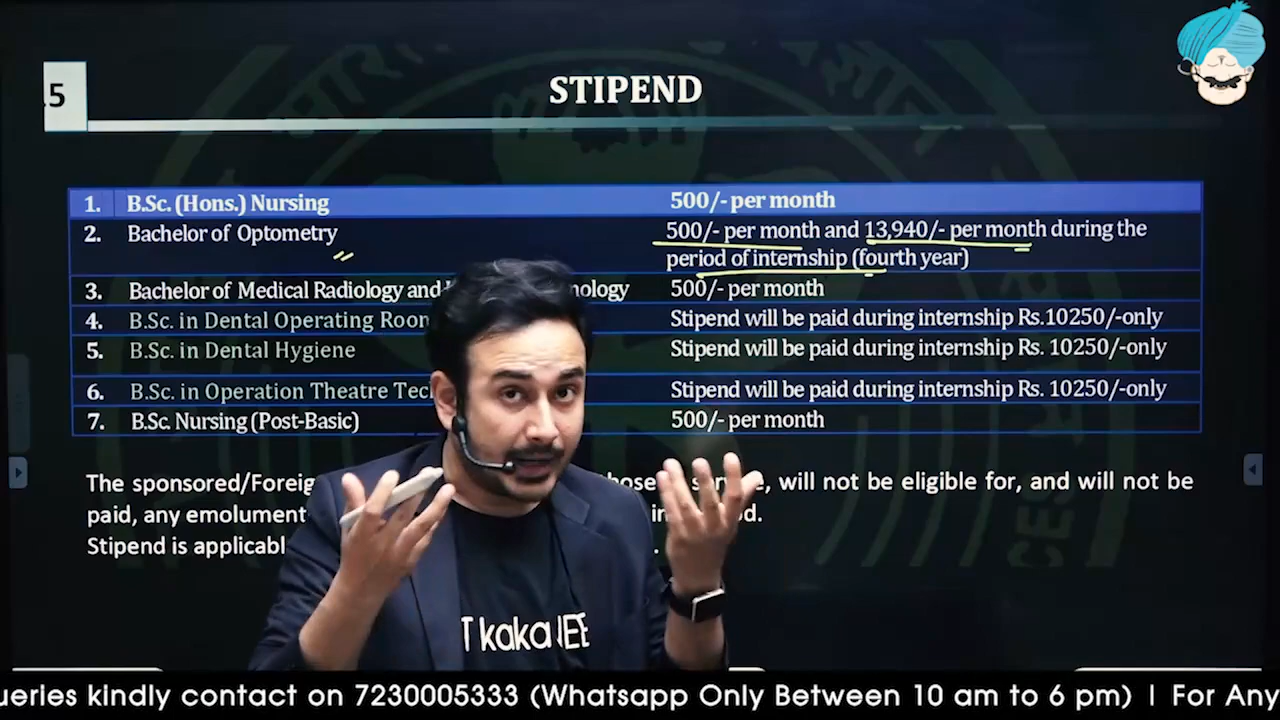 .5
STIPEND
1. B.Sc. (Hons.) Nursing 500/- per month
2. Bachelor of Optometry 500/- per month and 13,940/- per month during the
period of internship (fourth year)
3. Bachelor of Medical Radiology and nology 500/- per month
4. B.Sc. in Dental Operating Roo Stipend will be paid during internship Rs.10250/-only
5. B.Sc. in Dental Hygiene Stipend will be paid during internship Rs. 10250/-only
6. B.Sc. in Operation Theatre Tec Stipend will be paid during internship Rs. 10250/-only
7. B.Sc. Nursing (Post-Basic) 500/- per month
The sponsored/Foreig hose will not be eligible for, and will not be
paid, any emolument
Stipend is applicabl
T kaka JEE
ueries kindly contact on 7230005333 (Whatsapp Only Between 10 am to 6 pm) | For Any